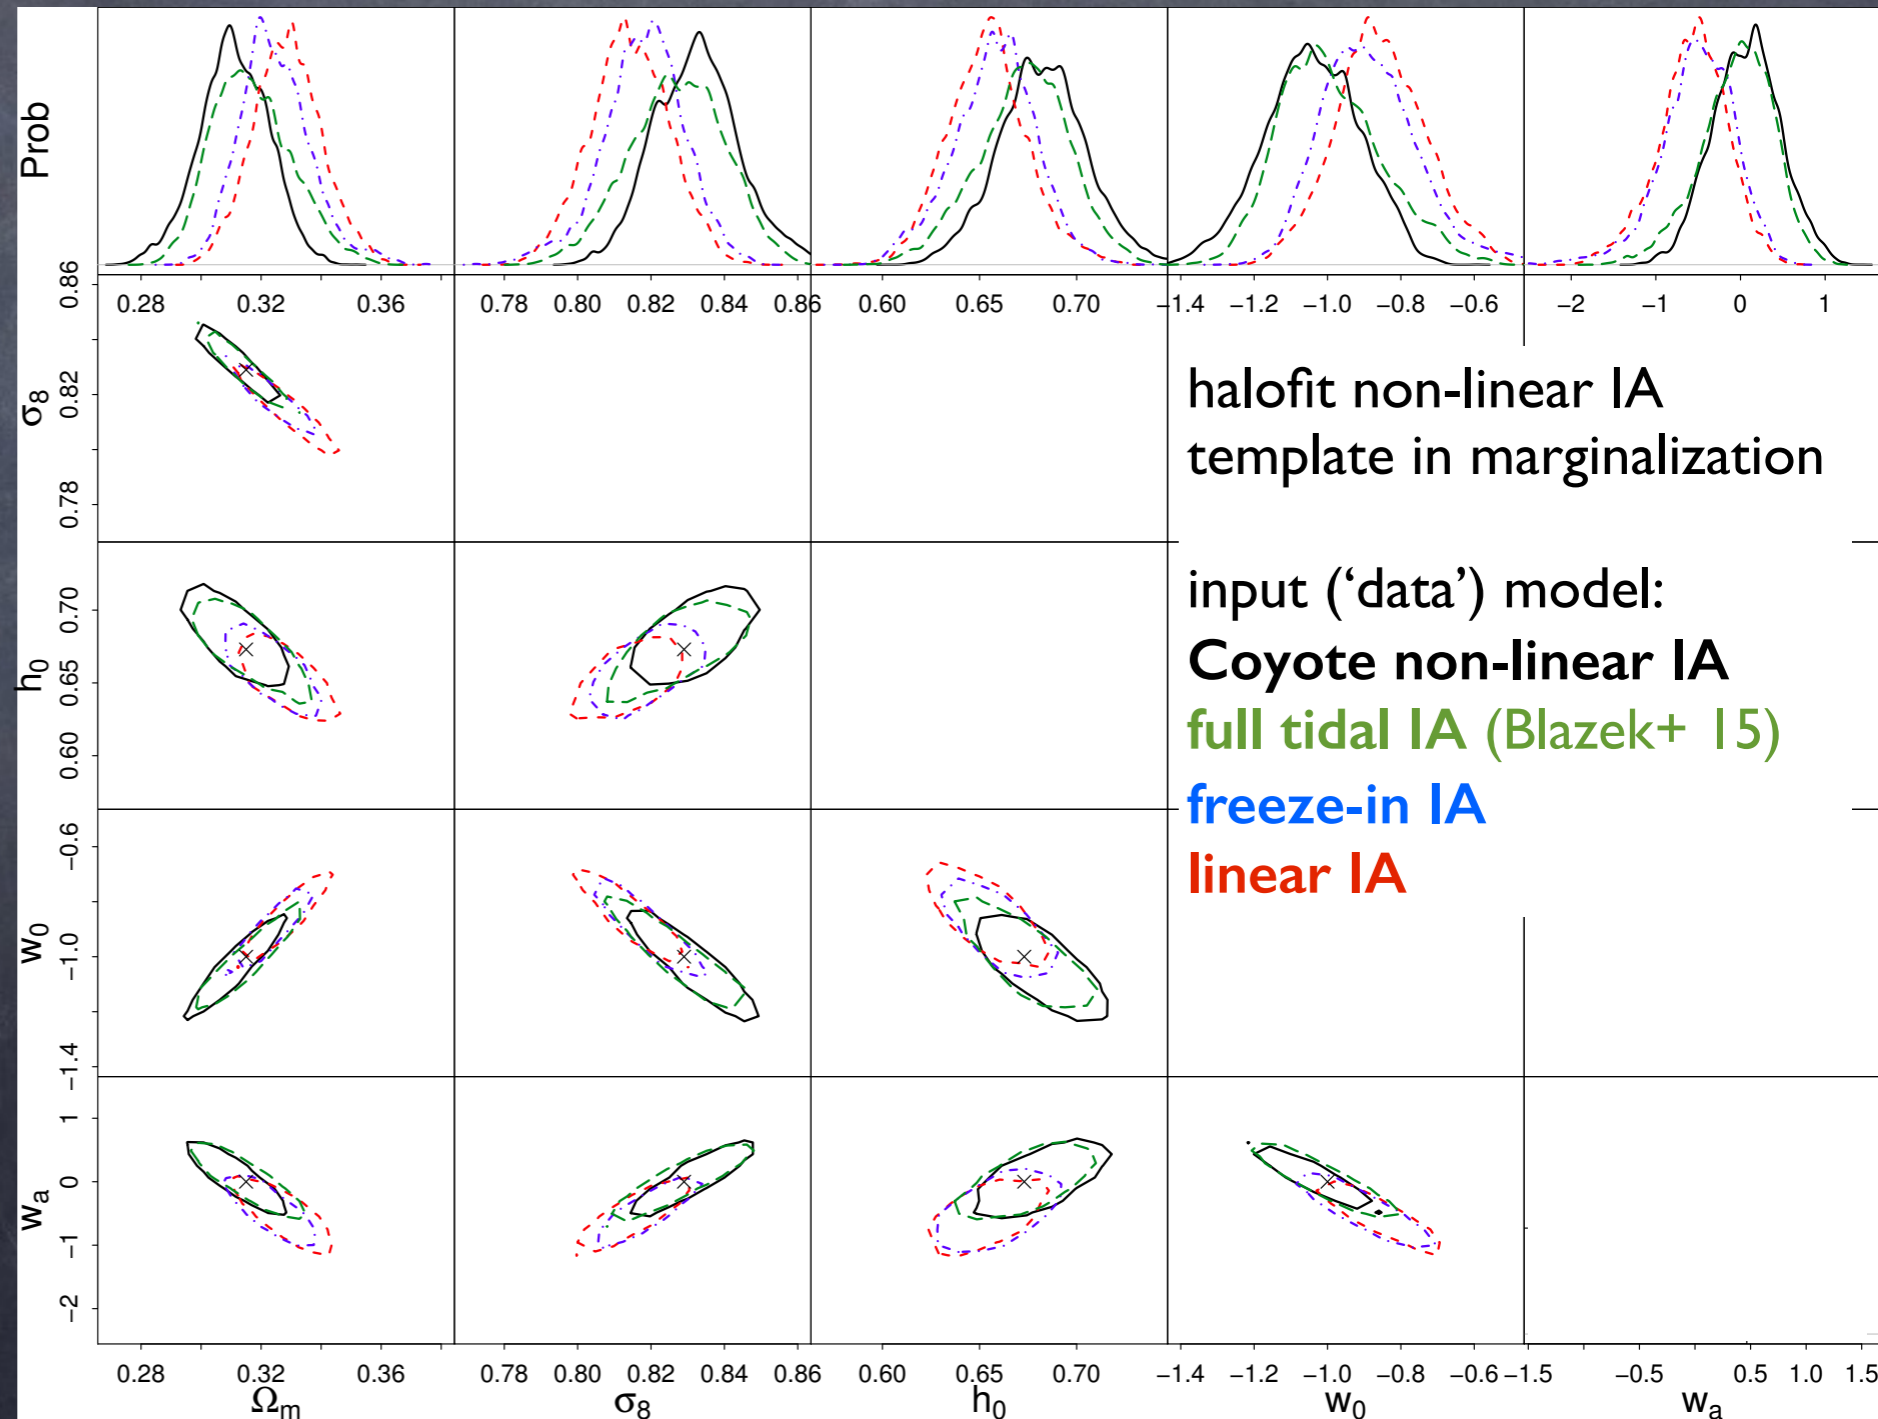 Prob
0.28 0.32 0.36
0.78 0.80 0.82 0.84 0.86
0.60 0.65 0.70
−1.4 −1.2 −1.0 −0.8 −0.6
−2 −1 0 1
σ8
0.86 0.82 0.78
halofit non-linear IA
template in marginalization
h0
0.70 0.65 0.60
input (‘data’) model:
Coyote non-linear IA
full tidal IA (Blazek+ 15)
freeze-in IA
linear IA
w0
−0.6 −1.0 −1.4
wa
1 0 −1 −2
0.28 0.32 0.36
0.78 0.80 0.82 0.84 0.86
0.60 0.65 0.70
−1.4 −1.2 −1.0 −0.8 −0.6
−1.5 −0.5 0.5 1.0 1.5
Ωm
σ8
h0
w0
wa